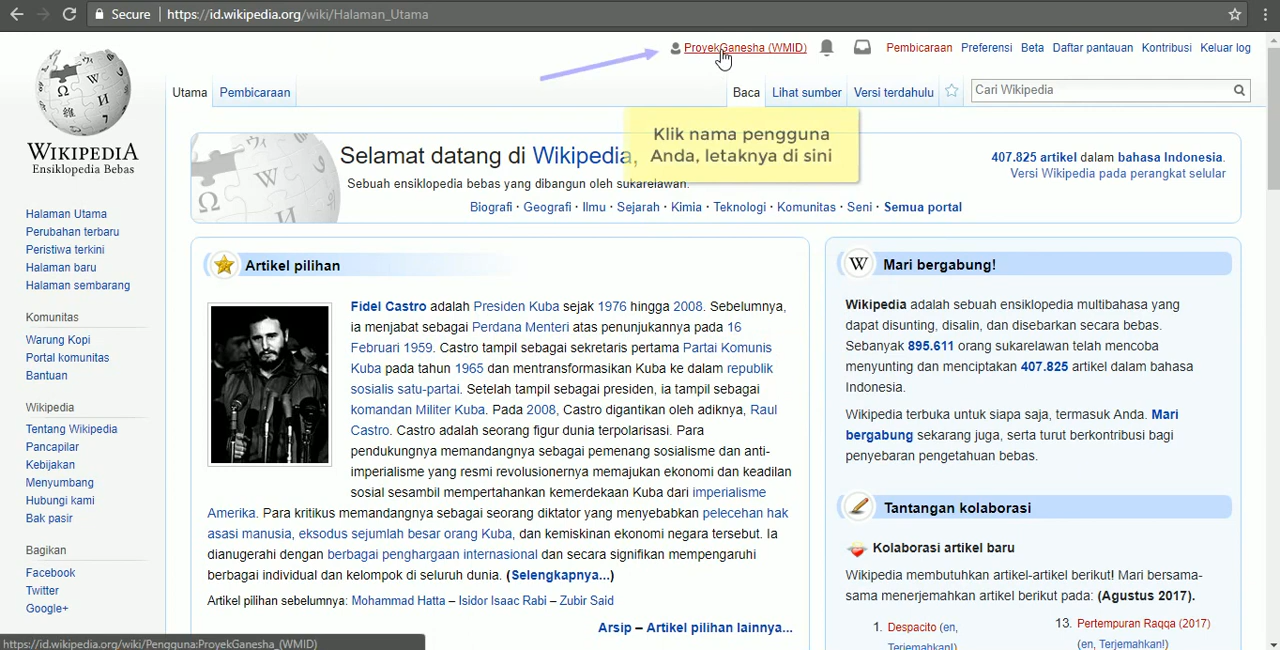 Secure
https://id.wikipedia.org/wiki/Halaman_Utama
ProyekGanesha (WMID)
Pembicaraan Preferensi Beta Daftar pantauan Kontribusi Keluar log
Utama Pembicaraan
Baca Lihat sumber Versi terdahulu
Cari Wikipedia
Klik nama pengguna
Anda, letaknya di sini
WIKIPEDIA
Ensiklopedia Bebas
Halaman Utama
Perubahan terbaru
Peristiwa terkini
Halaman baru
Halaman sembarang
Komunitas
Warung Kopi
Portal komunitas
Bantuan
Wikipedia
Tentang Wikipedia
Pancapilar
Kebijakan
Menyumbang
Hubungi kami
Bak pasir
Bagikan
Facebook
Twitter
Google+
Selamat datang di Wikipedia,
Sebuah ensiklopedia bebas yang dibangun oleh sukarelawan.
407.825 artikel dalam bahasa Indonesia.
Versi Wikipedia pada perangkat selular
Biografi · Geografi · Ilmu · Sejarah · Kimia · Teknologi · Komunitas · Seni · Semua portal
Artikel pilihan
Fidel Castro adalah Presiden Kuba sejak 1976 hingga 2008. Sebelumnya,
ia menjabat sebagai Perdana Menteri atas penunjukannya pada 16
Februari 1959. Castro tampil sebagai sekretaris pertama Partai Komunis
Kuba pada tahun 1965 dan mentransformasikan Kuba ke dalam republik
sosialis satu-partai. Setelah tampil sebagai presiden, ia tampil sebagai
komandan Militer Kuba. Pada 2008, Castro digantikan oleh adiknya, Raul
Castro. Castro adalah seorang figur dunia terpolarisasi. Para
pendukungnya memandangnya sebagai pemenang sosialisme dan anti-
imperialisme yang resmi revolusionernya memajukan ekonomi dan keadilan
sosial sesambil mempertahankan kemerdekaan Kuba dari imperialisme
Amerika. Para kritikus memandangnya sebagai seorang diktator yang menyebabkan pelecehan hak
asasi manusia, eksodus sejumlah besar orang Kuba, dan kemiskinan ekonomi negara tersebut. Ia
dianugerahi dengan berbagai penghargaan internasional dan secara signifikan mempengaruhi
berbagai individual dan kelompok di seluruh dunia. (Selengkapnya...)
Artikel pilihan sebelumnya: Mohammad Hatta – Isidor Isaac Rabi – Zubir Said
Arsip – Artikel pilihan lainnya...
Mari bergabung!
Wikipedia adalah sebuah ensiklopedia multibahasa yang
dapat disunting, disalin, dan disebarkan secara bebas.
Sebanyak 895.611 orang sukarelawan telah mencoba
menyunting dan menciptakan 407.825 artikel dalam bahasa
Indonesia.
Wikipedia terbuka untuk siapa saja, termasuk Anda. Mari
bergabung sekarang juga, serta turut berkontribusi bagi
penyebaran pengetahuan bebas.
Tantangan kolaborasi
Kolaborasi artikel baru
Wikipedia membutuhkan artikel-artikel berikut! Mari bersama-
sama menerjemahkan artikel berikut pada: (Agustus 2017).
1. Despacito (en,
Terjemahkan!)
13. Pertempuran Raqqa (2017)
(en, Terjemahkan!)
https://id.wikipedia.org/wiki/Pengguna:ProyekGanesha_(WMID)